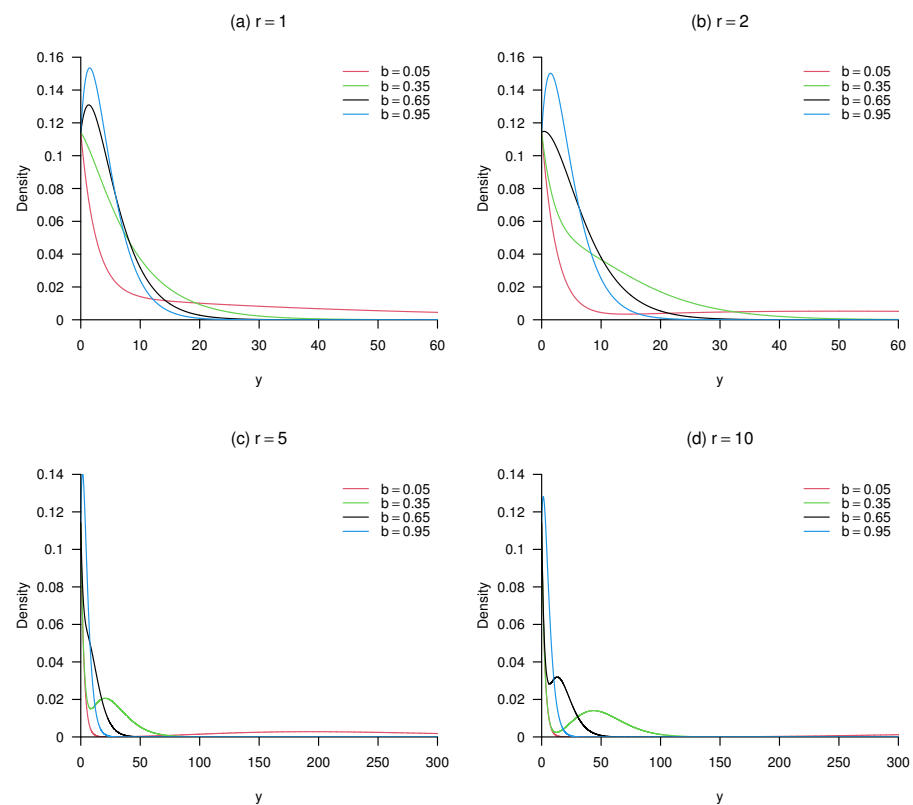 (a) r = 1
Density
0.16
0.14
0.12
0.1
0.08
0.06
0.04
0.02
0
b = 0.05
b = 0.35
b = 0.65
b = 0.95
0 10 20 30 40 50 60
y
(b) r = 2
Density
0.16
0.14
0.12
0.1
0.08
0.06
0.04
0.02
0
b = 0.05
b = 0.35
b = 0.65
b = 0.95
0 10 20 30 40 50 60
y
(c) r = 5
Density
0.14
0.12
0.1
0.08
0.06
0.04
0.02
0
b = 0.05
b = 0.35
b = 0.65
b = 0.95
0 50 100 150 200 250 300
y
(d) r = 10
Density
0.14
0.12
0.1
0.08
0.06
0.04
0.02
0
b = 0.05
b = 0.35
b = 0.65
b = 0.95
0 50 100 150 200 250 300
y